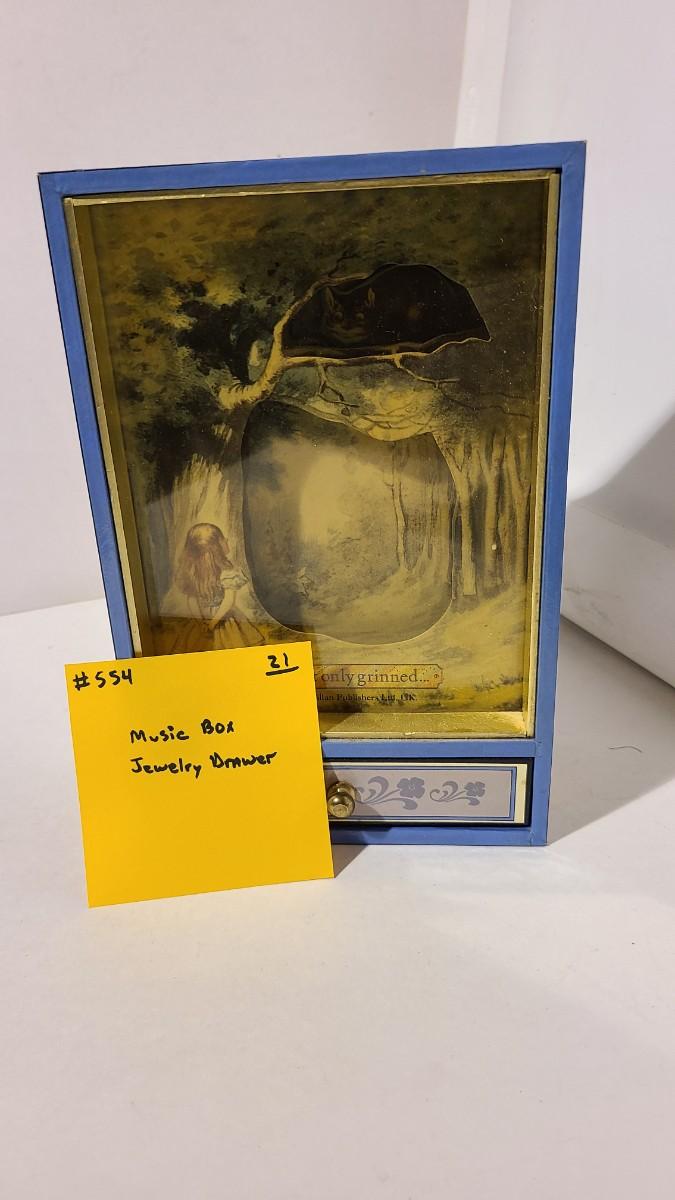 #554 21
Music Box
Jewelry Drawer
only grinned...
Publishers Ltd. UK.